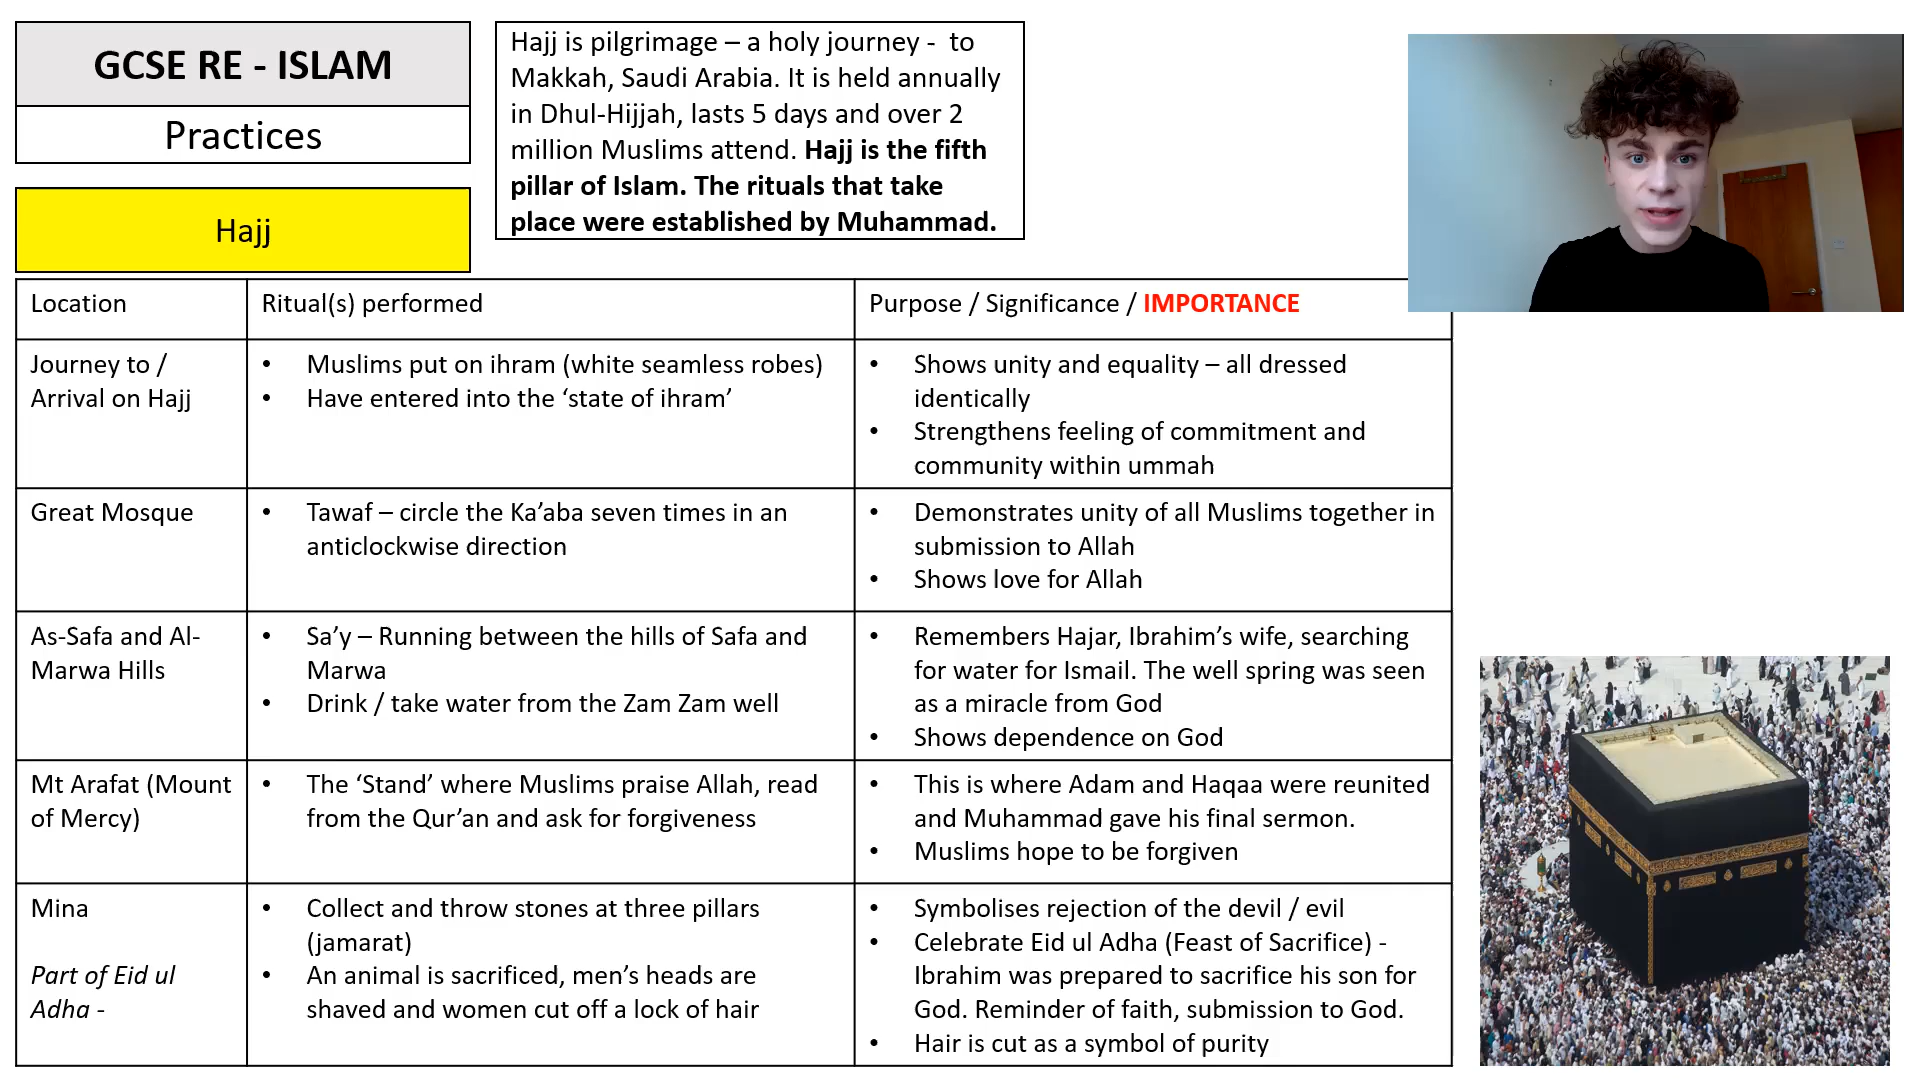 GCSE RE - ISLAM
Practices
Hajj
Hajj is pilgrimage – a holy journey - to
Makkah, Saudi Arabia. It is held annually
in Dhul-Hijjah, lasts 5 days and over 2
million Muslims attend. Hajj is the fifth
pillar of Islam. The rituals that take
place were established by Muhammad.
Location
Ritual(s) performed
Purpose / Significance / IMPORTANCE
Journey to /
Arrival on Hajj
• Muslims put on ihram (white seamless robes)
• Have entered into the ‘state of ihram’
• Shows unity and equality – all dressed
identically
• Strengthens feeling of commitment and
community within ummah
Great Mosque
• Tawaf – circle the Ka’aba seven times in an
anticlockwise direction
• Demonstrates unity of all Muslims together in
submission to Allah
• Shows love for Allah
As-Safa and Al-
Marwa Hills
• Sa’y – Running between the hills of Safa and
Marwa
• Drink / take water from the Zam Zam well
• Remembers Hajar, Ibrahim’s wife, searching
for water for Ismail. The well spring was seen
as a miracle from God
• Shows dependence on God
Mt Arafat (Mount
of Mercy)
• The ‘Stand’ where Muslims praise Allah, read
from the Qur’an and ask for forgiveness
• This is where Adam and Haqaa were reunited
and Muhammad gave his final sermon.
• Muslims hope to be forgiven
Mina
Part of Eid ul
Adha -
• Collect and throw stones at three pillars
(jamarat)
• An animal is sacrificed, men’s heads are
shaved and women cut off a lock of hair
• Symbolises rejection of the devil / evil
• Celebrate Eid ul Adha (Feast of Sacrifice) -
Ibrahim was prepared to sacrifice his son for
God. Reminder of faith, submission to God.
• Hair is cut as a symbol of purity